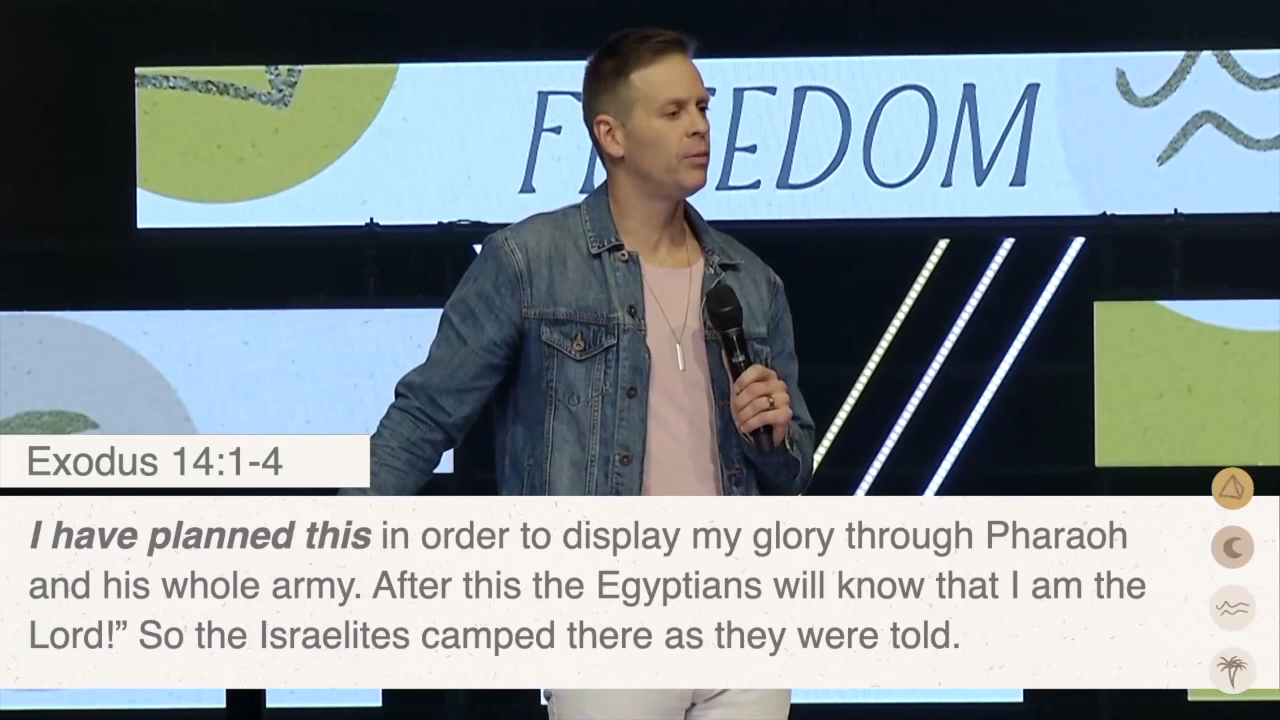 FREEDOM
Exodus 14:1-4
I have planned this in order to display my glory through Pharaoh
and his whole army. After this the Egyptians will know that I am the
Lord!” So the Israelites camped there as they were told.